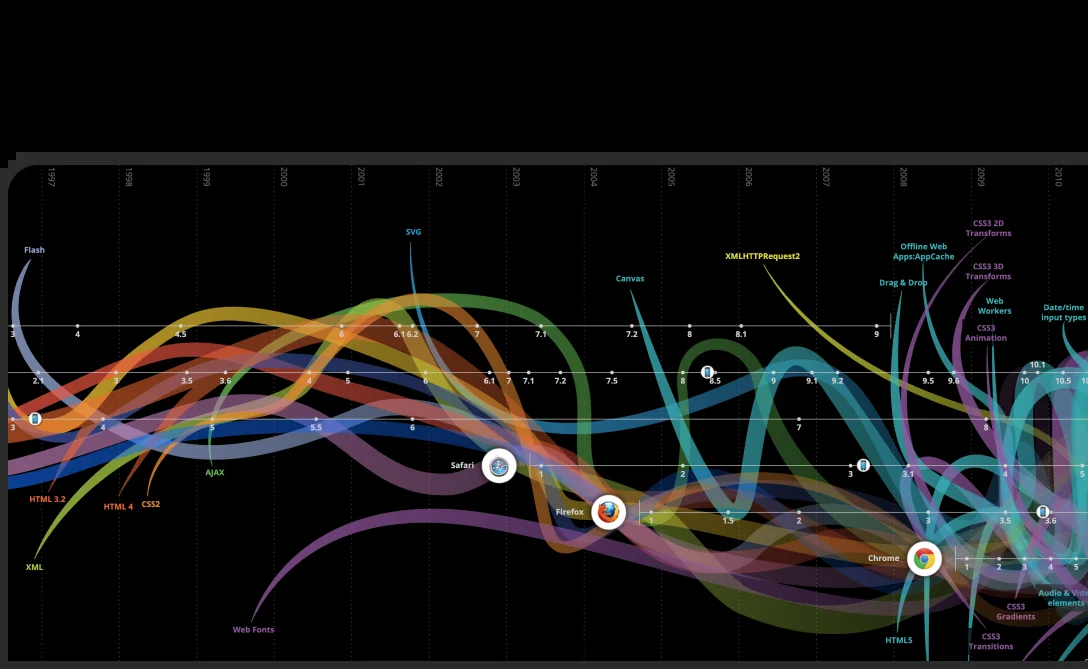 1997 1998 1999 2000 2001 2002 2003 2004 2005 2006 2007 2008 2009 2010
CSS3 2D
Transforms
SVG
Flash
Offline Web
Apps:AppCache
XMLHTTPRequest2
CSS3 3D
Transforms
Canvas
Drag & Drop
Web
Workers
Date/time
input types
CSS3
Animation
3 4 4.5 6 6.1 6.2 7 7.1 7.2 8 8.1 9
10.1
2.1 3 3.5 3.6 4 5 6 6.1 7 7.1 7.2 7.5 8 8.5 9 9.1 9.2 9.5 9.6 10 10.5
3 4 5 5.5 6 7 8
Safari 1 2 3 3.1 4 5
AJAX
HTML 3.2
HTML 4
CSS2
Firefox 1 1.5 2 3 3.5 3.6
Chrome 1 2 3 4 5
XML
Audio & Vide
elements
CSS3
Gradients
Web Fonts
HTML5
CSS3
Transitions